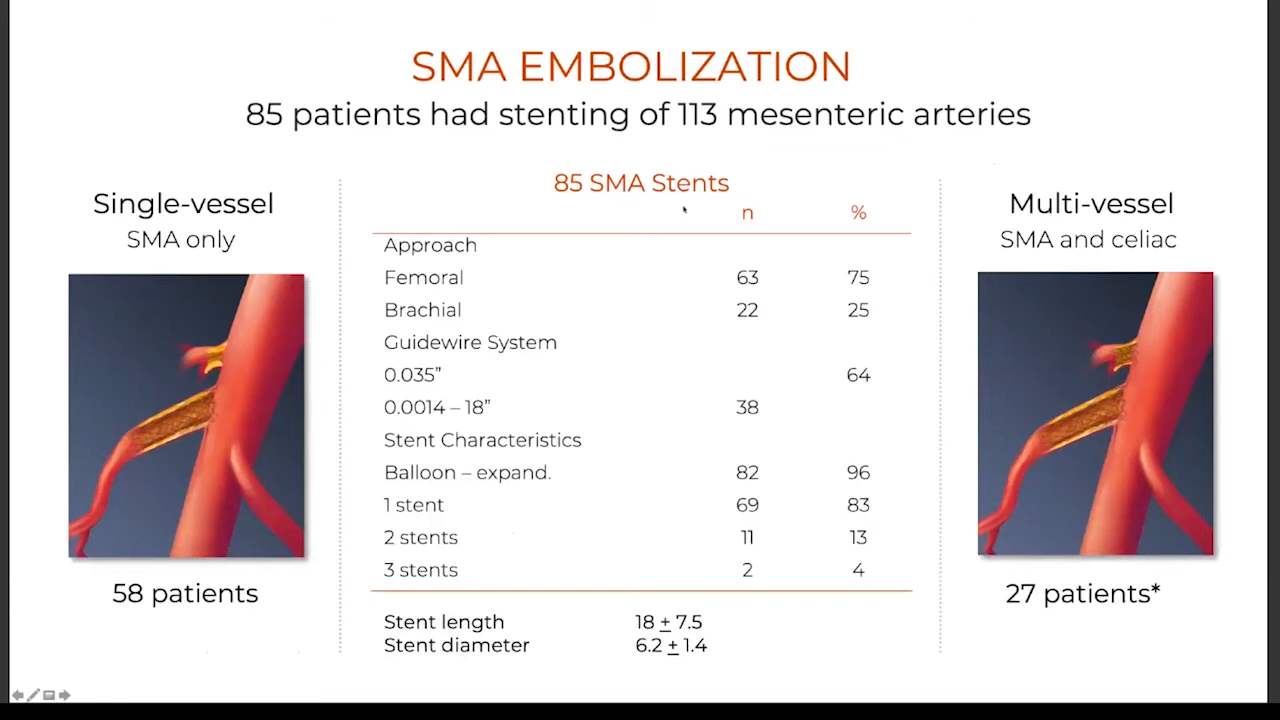 SMA EMBOLIZATION
85 patients had stenting of 113 mesenteric arteries
Single-vessel
SMA only
58 patients
85 SMA Stents
n %
Approach
Femoral 63 75
Brachial 22 25
Guidewire System
0.035” 64
0.0014 – 18” 38
Stent Characteristics
Balloon – expand. 82 96
1 stent 69 83
2 stents 11 13
3 stents 2 4
Stent length 18 ± 7.5
Stent diameter 6.2 ± 1.4
Multi-vessel
SMA and celiac
27 patients*